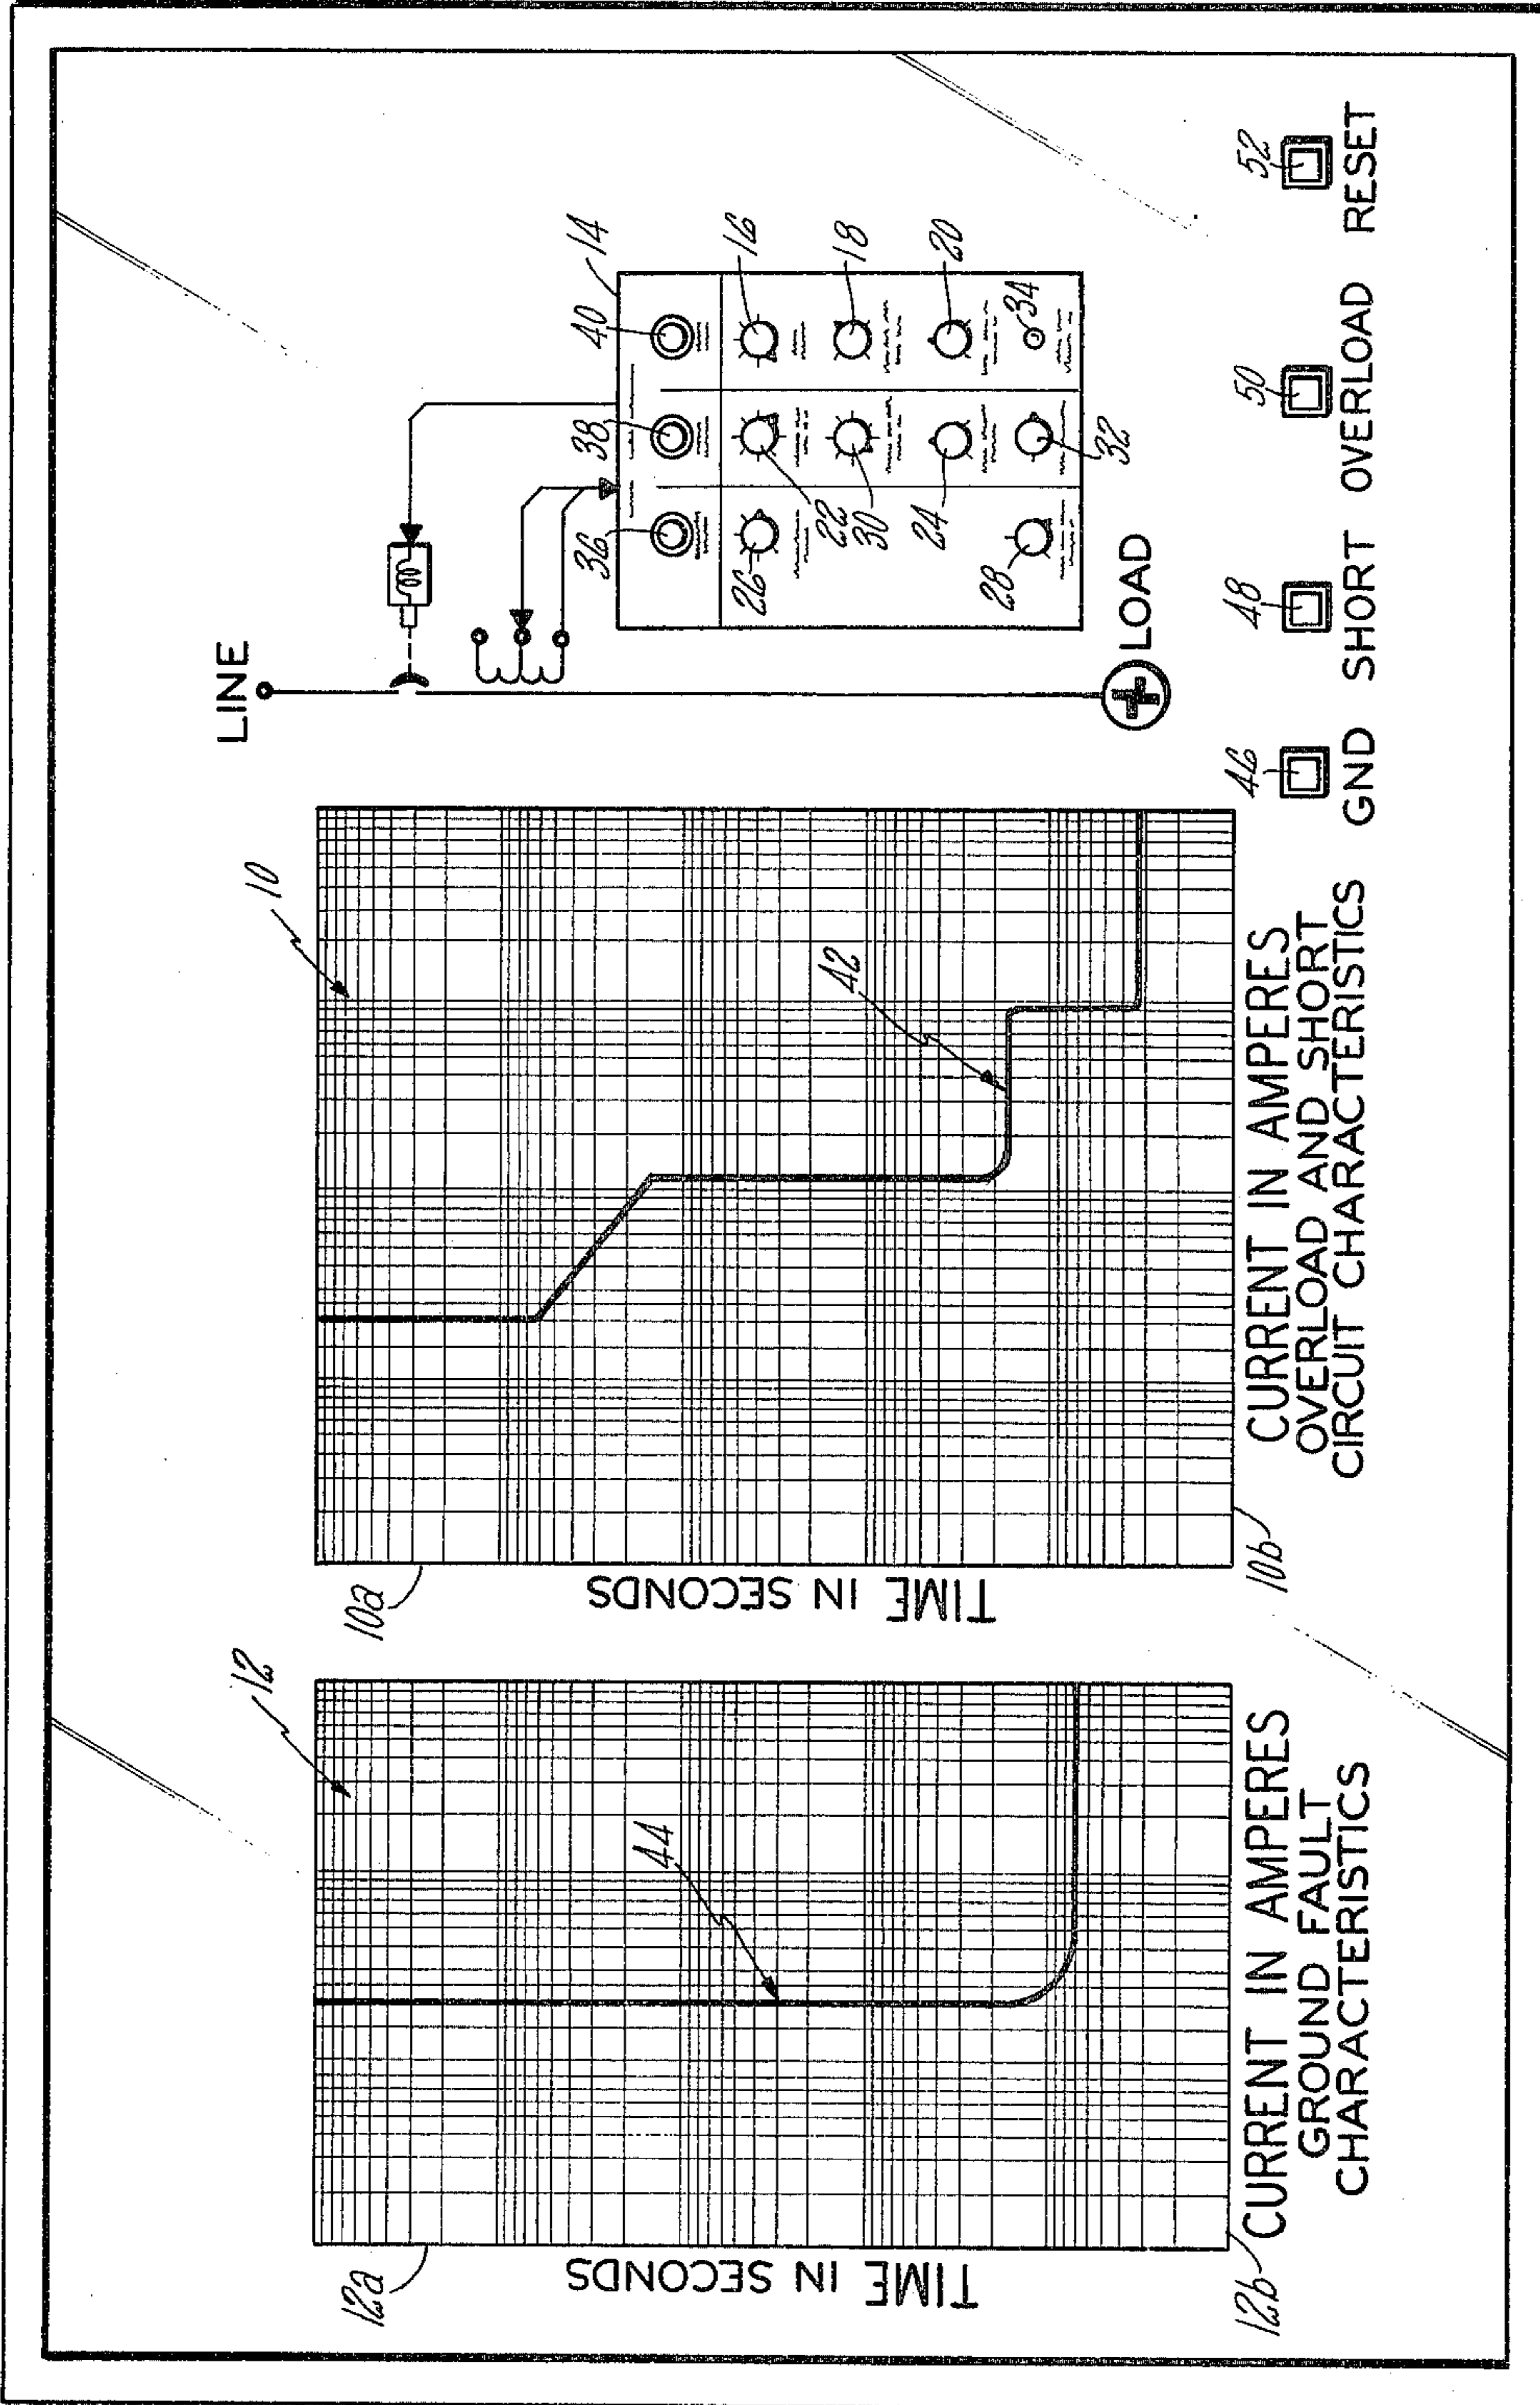 12
12a
TIME IN SECONDS
44
12b
CURRENT IN AMPERES
GROUND FAULT
CHARACTERISTICS
10
10a
TIME IN SECONDS
42
10b
CURRENT IN AMPERES
OVERLOAD AND SHORT
CIRCUIT CHARACTERISTICS
LINE
LOAD
14
36
38
40
26
22
16
30
18
24
20
28
32
34
46
48
50
52
GND
SHORT
OVERLOAD
RESET